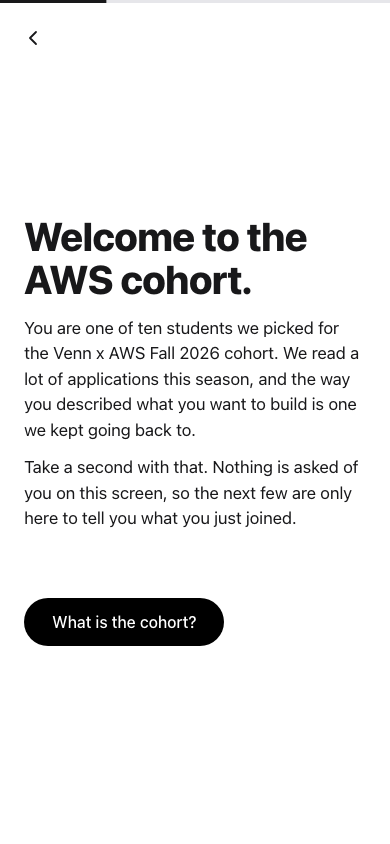 Welcome to the
AWS cohort.
You are one of ten students we picked for
the Venn x AWS Fall 2026 cohort. We read a
lot of applications this season, and the way
you described what you want to build is one
we kept going back to.
Take a second with that. Nothing is asked of
you on this screen, so the next few are only
here to tell you what you just joined.
What is the cohort?